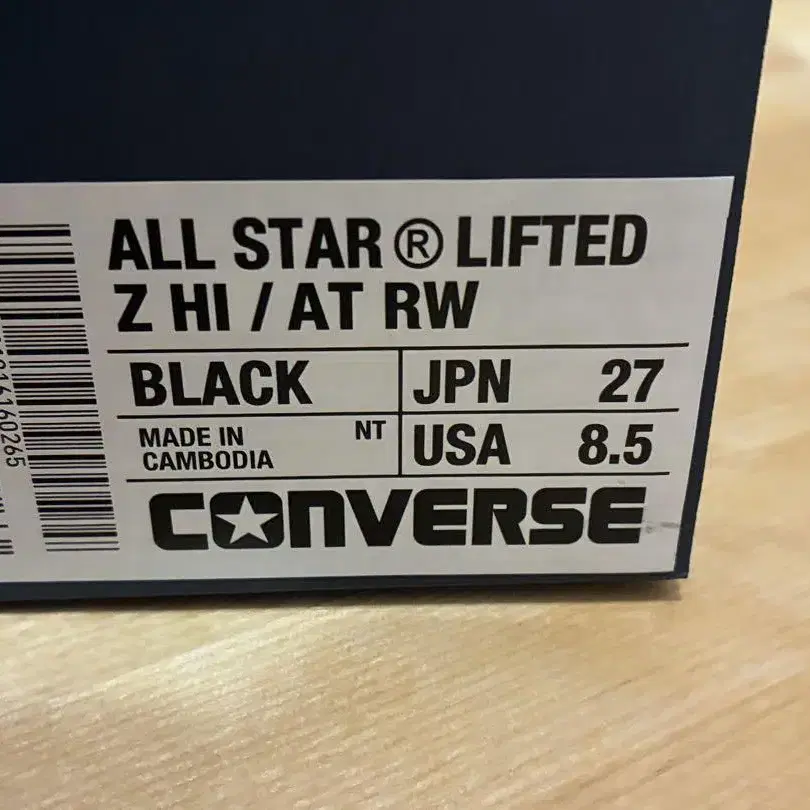 ALL STAR® LIFTED
Z HI / AT RW
BLACK
JPN 27
MADE IN
CAMBODIA
NT
USA 8.5
CONVERSE